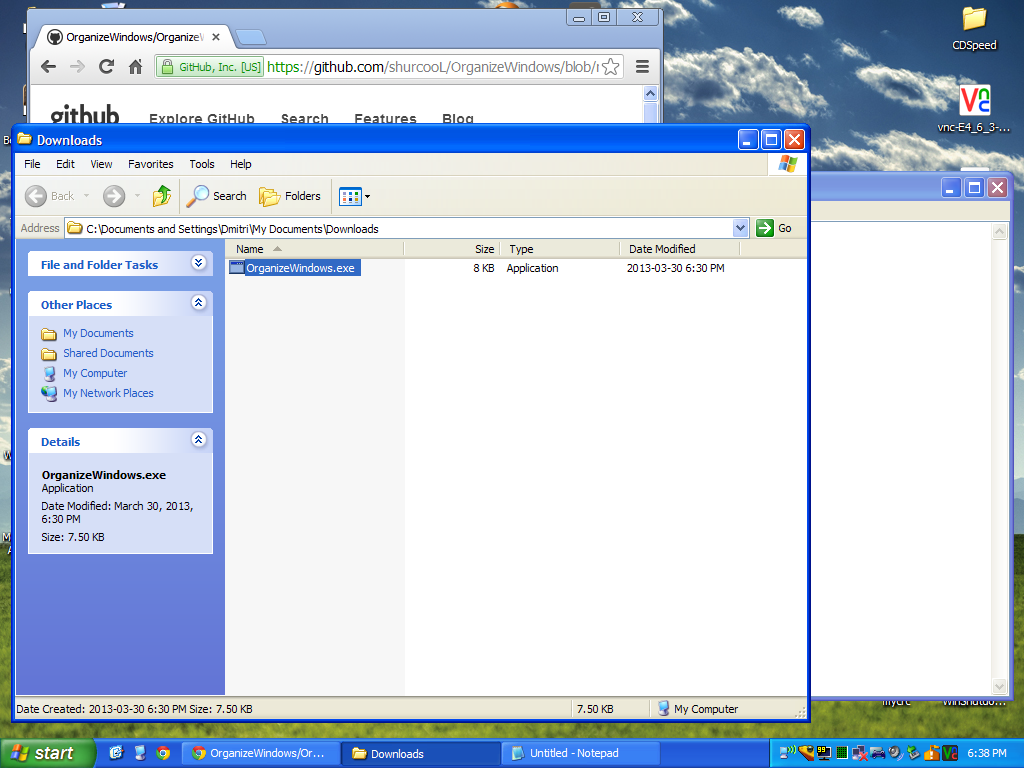 OrganizeWindows/OrganizeW
GitHub, Inc. [US] https://github.com/shurcooL/OrganizeWindows/blob/
github Explore GitHub Search Features Blog
CDSpeed
vnc-E4_6_3-...
Downloads
File Edit View Favorites Tools Help
Back Search Folders
Address C:\Documents and Settings\Dmitri\My Documents\Downloads Go
File and Folder Tasks
Other Places
My Documents
Shared Documents
My Computer
My Network Places
Details
OrganizeWindows.exe
Application
Date Modified: March 30, 2013,
6:30 PM
Size: 7.50 KB
Name Size Type Date Modified
OrganizeWindows.exe 8 KB Application 2013-03-30 6:30 PM
Date Created: 2013-03-30 6:30 PM Size: 7.50 KB 7.50 KB My Computer
start OrganizeWindows/Or... Downloads Untitled - Notepad 99 6:38 PM